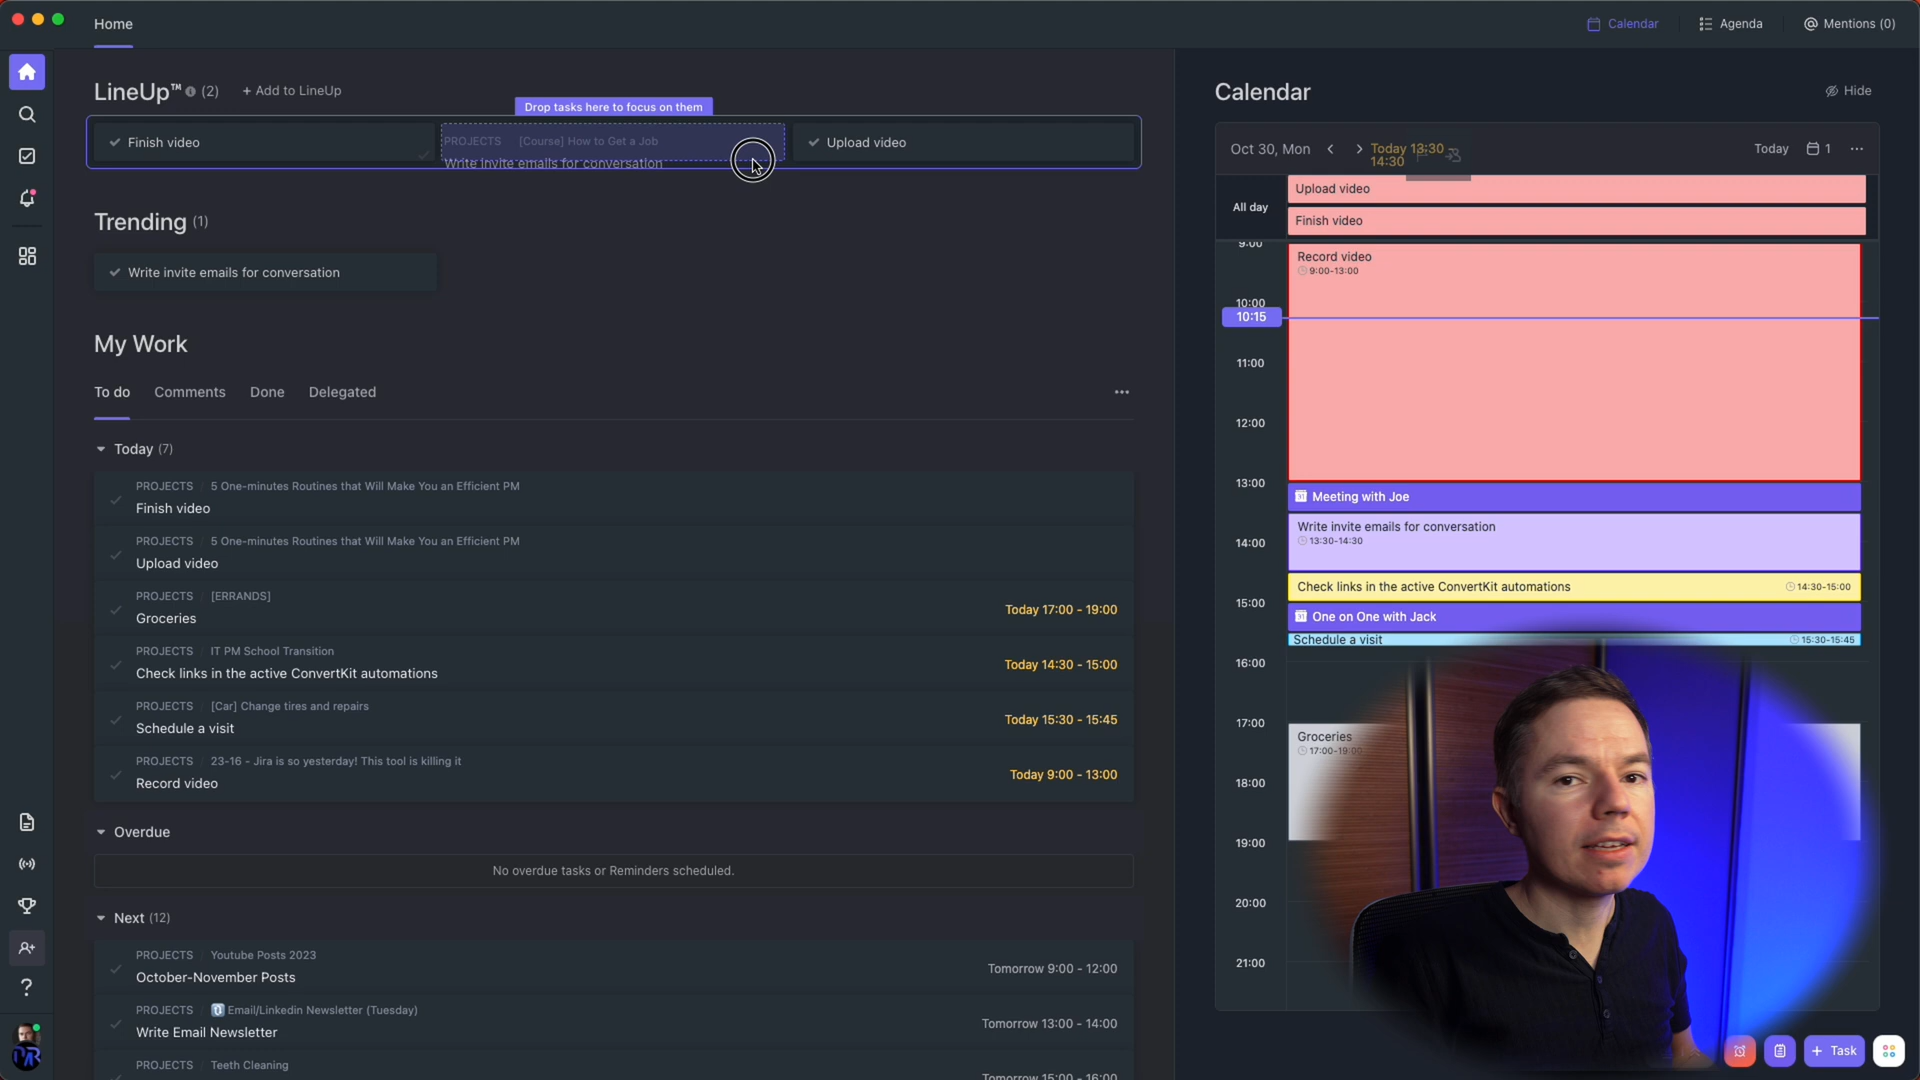 Home
Calendar
Agenda
Mentions (0)
LineUp™ (2)
+ Add to LineUp
Drop tasks here to focus on them
Finish video
PROJECTS [Course] How to Get a Job
Write invite emails for conversation
Upload video
Trending (1)
Write invite emails for conversation
My Work
To do
Comments
Done
Delegated
Today (7)
PROJECTS / 5 One-minutes Routines that Will Make You an Efficient PM
Finish video
PROJECTS / 5 One-minutes Routines that Will Make You an Efficient PM
Upload video
PROJECTS / [ERRANDS]
Groceries
Today 17:00 - 19:00
PROJECTS / IT PM School Transition
Check links in the active ConvertKit automations
Today 14:30 - 15:00
PROJECTS / [Car] Change tires and repairs
Schedule a visit
Today 15:30 - 15:45
PROJECTS / 23-16 - Jira is so yesterday! This tool is killing it
Record video
Today 9:00 - 13:00
Overdue
No overdue tasks or Reminders scheduled.
Next (12)
PROJECTS / Youtube Posts 2023
October-November Posts
Tomorrow 9:00 - 12:00
PROJECTS / Email/Linkedin Newsletter (Tuesday)
Write Email Newsletter
Tomorrow 13:00 - 14:00
PROJECTS / Teeth Cleaning
Tomorrow 15:00 - 16:00
Calendar
Hide
Oct 30, Mon
Today 13:30
14:30
Today
1
All day
Upload video
Finish video
9:00
Record video
9:00-13:00
10:00
10:15
11:00
12:00
13:00
Meeting with Joe
Write invite emails for conversation
13:30-14:30
14:00
Check links in the active ConvertKit automations
14:30-15:00
15:00
One on One with Jack
Schedule a visit
15:30-15:45
16:00
17:00
Groceries
17:00-19:00
18:00
19:00
20:00
21:00
+ Task